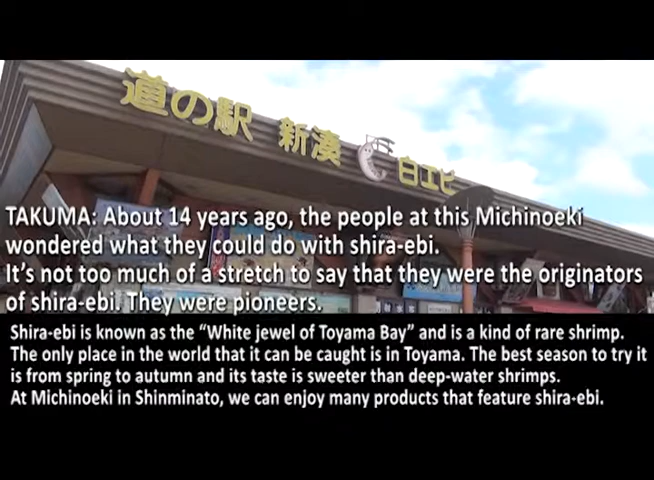 道の駅 新湊 白エビ
TAKUMA: About 14 years ago, the people at this Michinoeki
wondered what they could do with shira-ebi.
It's not too much of a stretch to say that they were the originators
of shira-ebi. They were pioneers.
Shira-ebi is known as the “White jewel of Toyama Bay” and is a kind of rare shrimp.
The only place in the world that it can be caught is in Toyama. The best season to try it
is from spring to autumn and its taste is sweeter than deep-water shrimps.
At Michinoeki in Shinminato, we can enjoy many products that feature shira-ebi.